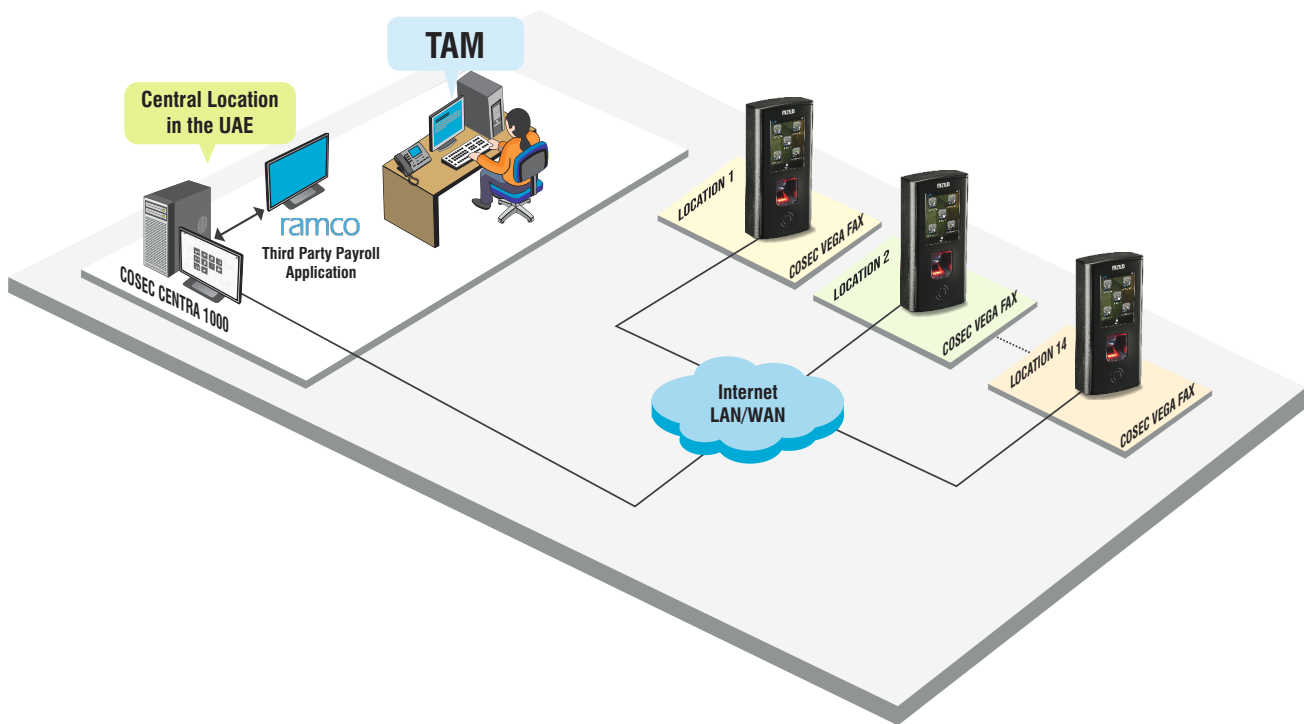 TAM
Central Location
in the UAE
ramco
Third Party Payroll
Application
COSEC CENTRA 1000
LOCATION 1
COSEC VEGA FAX
LOCATION 2
COSEC VEGA FAX
LOCATION 14
COSEC VEGA FAX
Internet
LAN/WAN